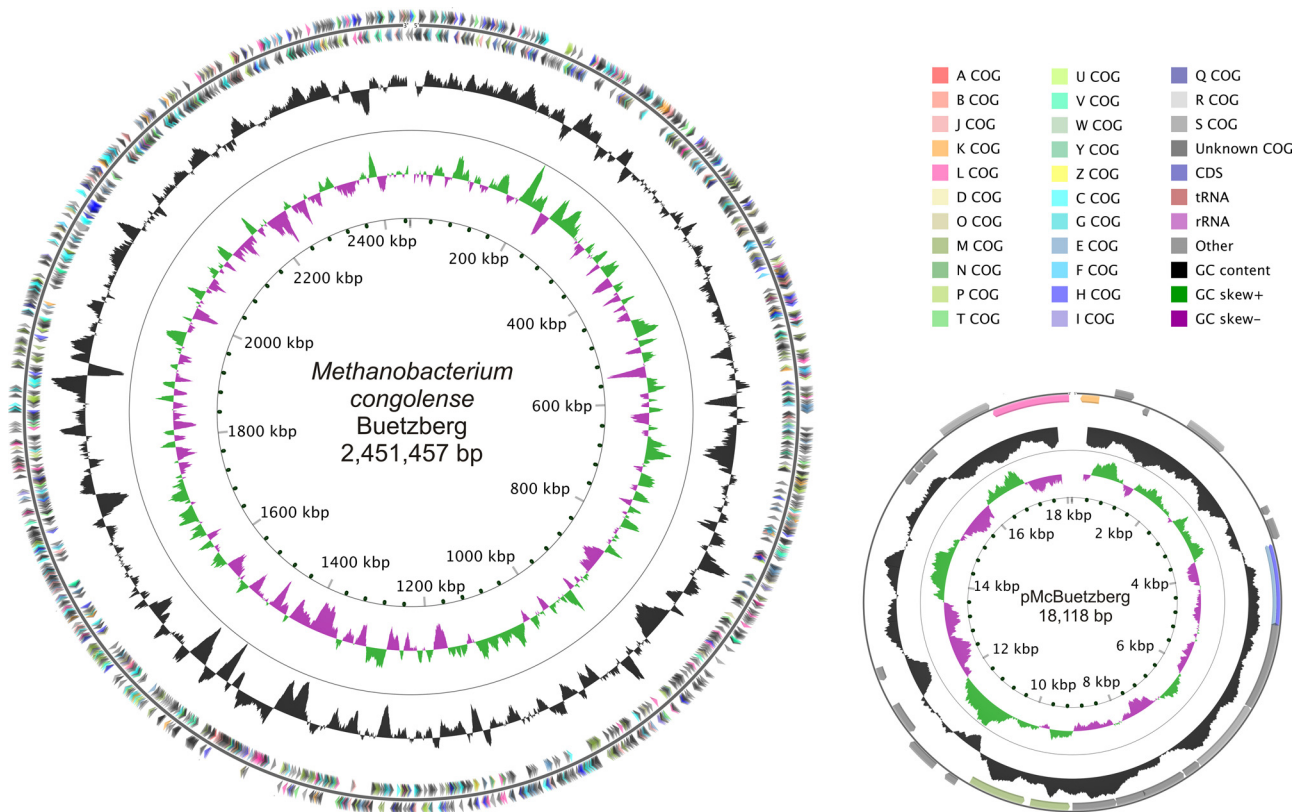 3' 5'
2400 kbp
200 kbp
2200 kbp
400 kbp
2000 kbp
600 kbp
1800 kbp
800 kbp
1600 kbp
1000 kbp
1400 kbp
1200 kbp
Methanobacterium
congolense
Buetzberg
2,451,457 bp
A COG
B COG
J COG
K COG
L COG
D COG
O COG
M COG
N COG
P COG
T COG
U COG
V COG
W COG
Y COG
Z COG
C COG
G COG
E COG
F COG
H COG
I COG
Q COG
R COG
S COG
Unknown COG
CDS
tRNA
rRNA
Other
GC content
GC skew+
GC skew-
18 kbp
16 kbp
2 kbp
14 kbp
4 kbp
12 kbp
6 kbp
10 kbp
8 kbp
pMcBuetzberg
18,118 bp